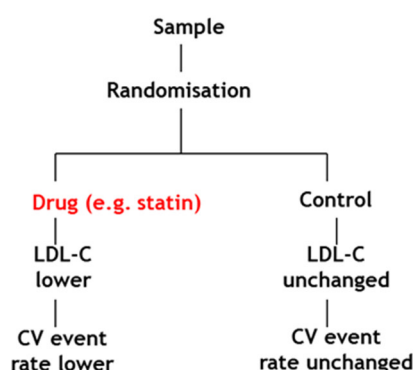 Sample
Randomisation
Drug (e.g. statin)
Control
LDL-C
lower
LDL-C
unchanged
CV event
rate lower
CV event
rate unchanged